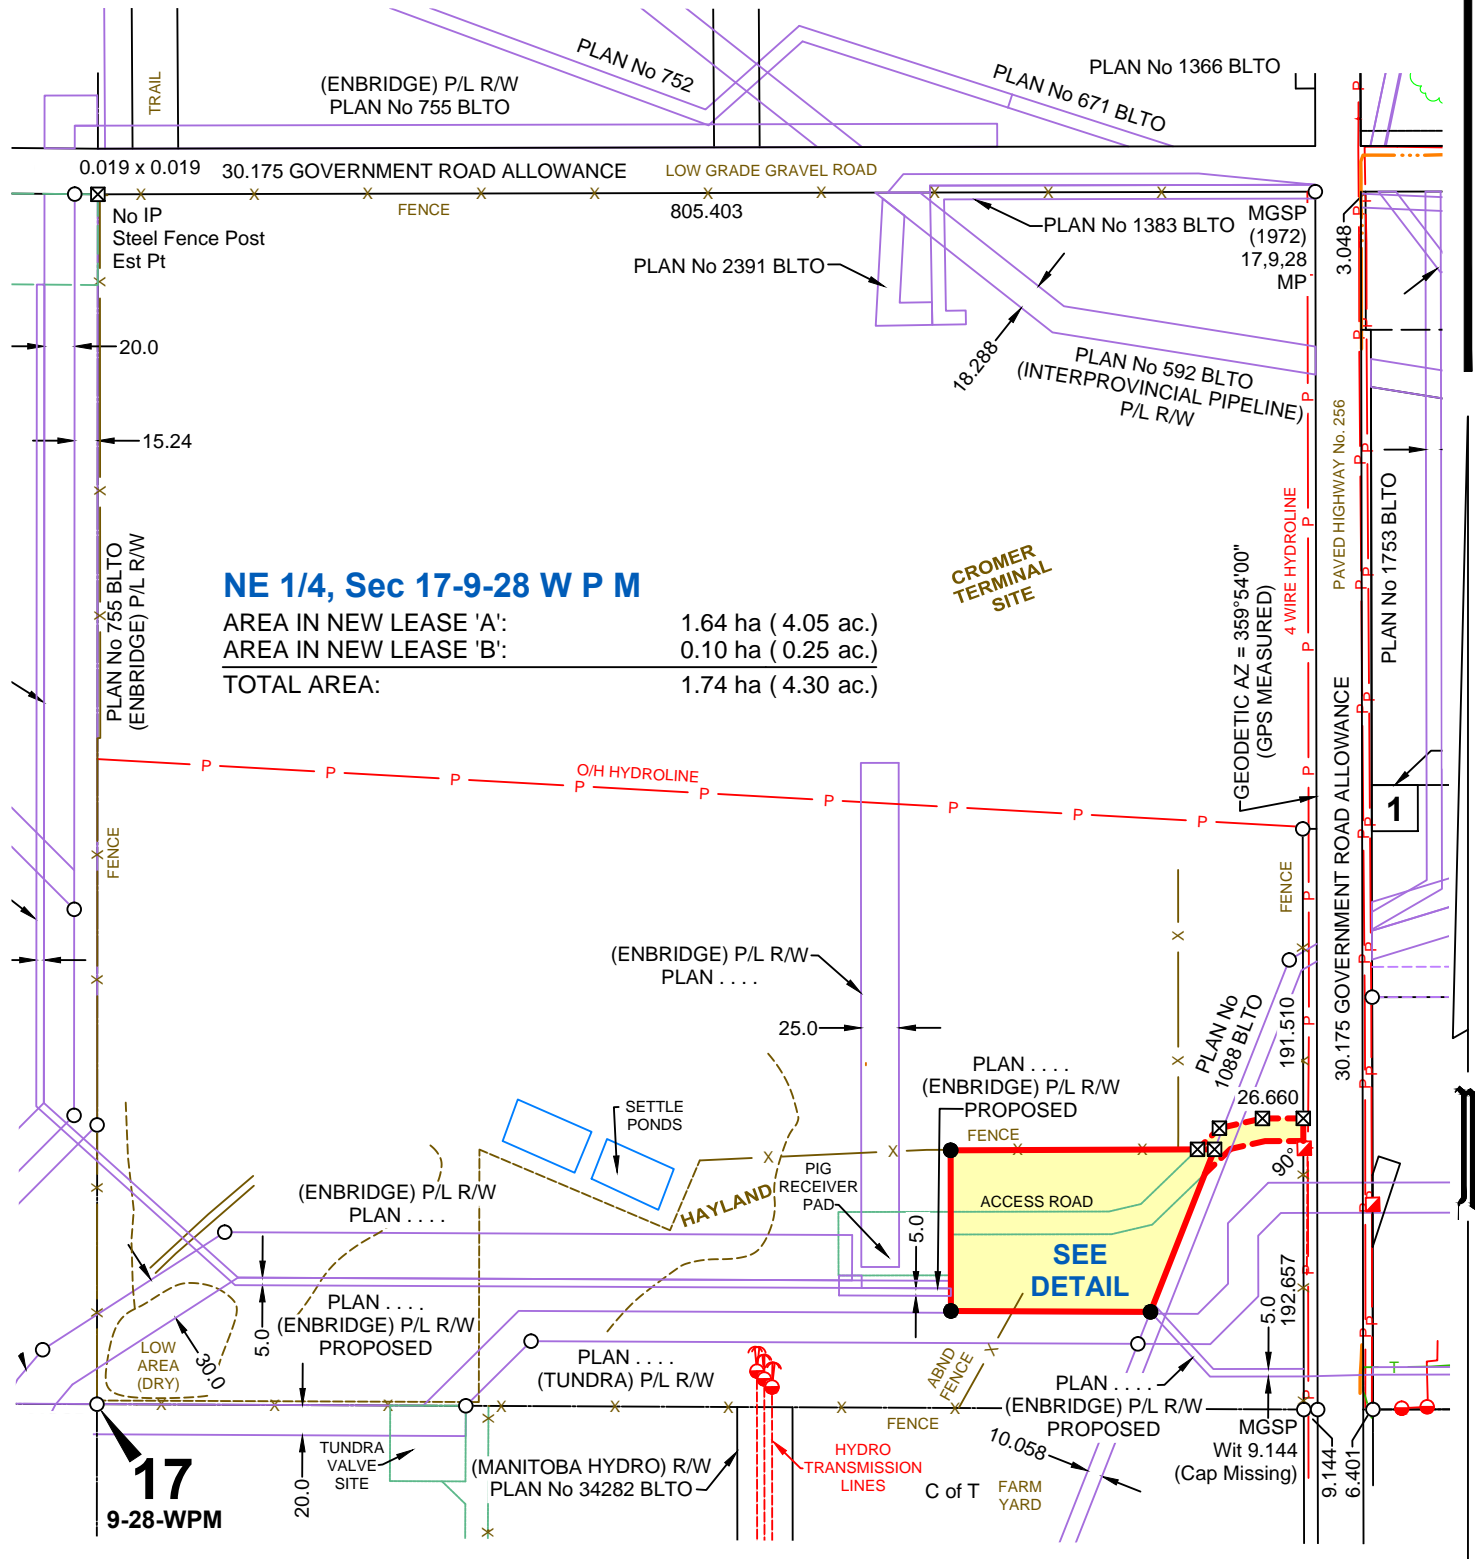 PLAN No 752
(ENBRIDGE) P/L R/W
PLAN No 755 BLTO
TRAIL
PLAN No 671 BLTO
PLAN No 1366 BLTO
0.019 x 0.019
30.175 GOVERNMENT ROAD ALLOWANCE
LOW GRADE GRAVEL ROAD
FENCE
805.403
No IP
Steel Fence Post
Est Pt
PLAN No 1383 BLTO
PLAN No 2391 BLTO
MGSP
(1972)
17,9,28
MP
3.048
20.0
15.24
18.288
PLAN No 592 BLTO
(INTERPROVINCIAL PIPELINE)
P/L R/W
PAVED HIGHWAY No. 256
PLAN No 1753 BLTO
4 WIRE HYDROLINE
GEODETIC AZ = 359°54'00"
(GPS MEASURED)
PLAN No 755 BLTO
(ENBRIDGE) P/L R/W
NE 1/4, Sec 17-9-28 W P M
AREA IN NEW LEASE 'A': 1.64 ha ( 4.05 ac.)
AREA IN NEW LEASE 'B': 0.10 ha ( 0.25 ac.)
TOTAL AREA: 1.74 ha ( 4.30 ac.)
CROMER
TERMINAL
SITE
30.175 GOVERNMENT ROAD ALLOWANCE
1
P P O/H HYDROLINE P P P P P P P
FENCE
FENCE
(ENBRIDGE) P/L R/W
PLAN . . . .
25.0
PLAN No
1088 BLTO
191.510
26.660
90°
PLAN . . . .
(ENBRIDGE) P/L R/W
PROPOSED
FENCE
SETTLE
PONDS
HAYLAND
PIG
RECEIVER
PAD
5.0
ACCESS ROAD
SEE
DETAIL
(ENBRIDGE) P/L R/W
PLAN . . . .
5.0
PLAN . . . .
(ENBRIDGE) P/L R/W
PROPOSED
30.0
LOW
AREA
(DRY)
PLAN . . . .
(TUNDRA) P/L R/W
ABND
FENCE
5.0
192.657
PLAN . . . .
(ENBRIDGE) P/L R/W
PROPOSED
FENCE
T
17
9-28-WPM
20.0
TUNDRA
VALVE
SITE
(MANITOBA HYDRO) R/W
PLAN No 34282 BLTO
HYDRO
TRANSMISSION
LINES
10.058
C of T
FARM
YARD
MGSP
Wit 9.144
(Cap Missing)
9.144
6.401